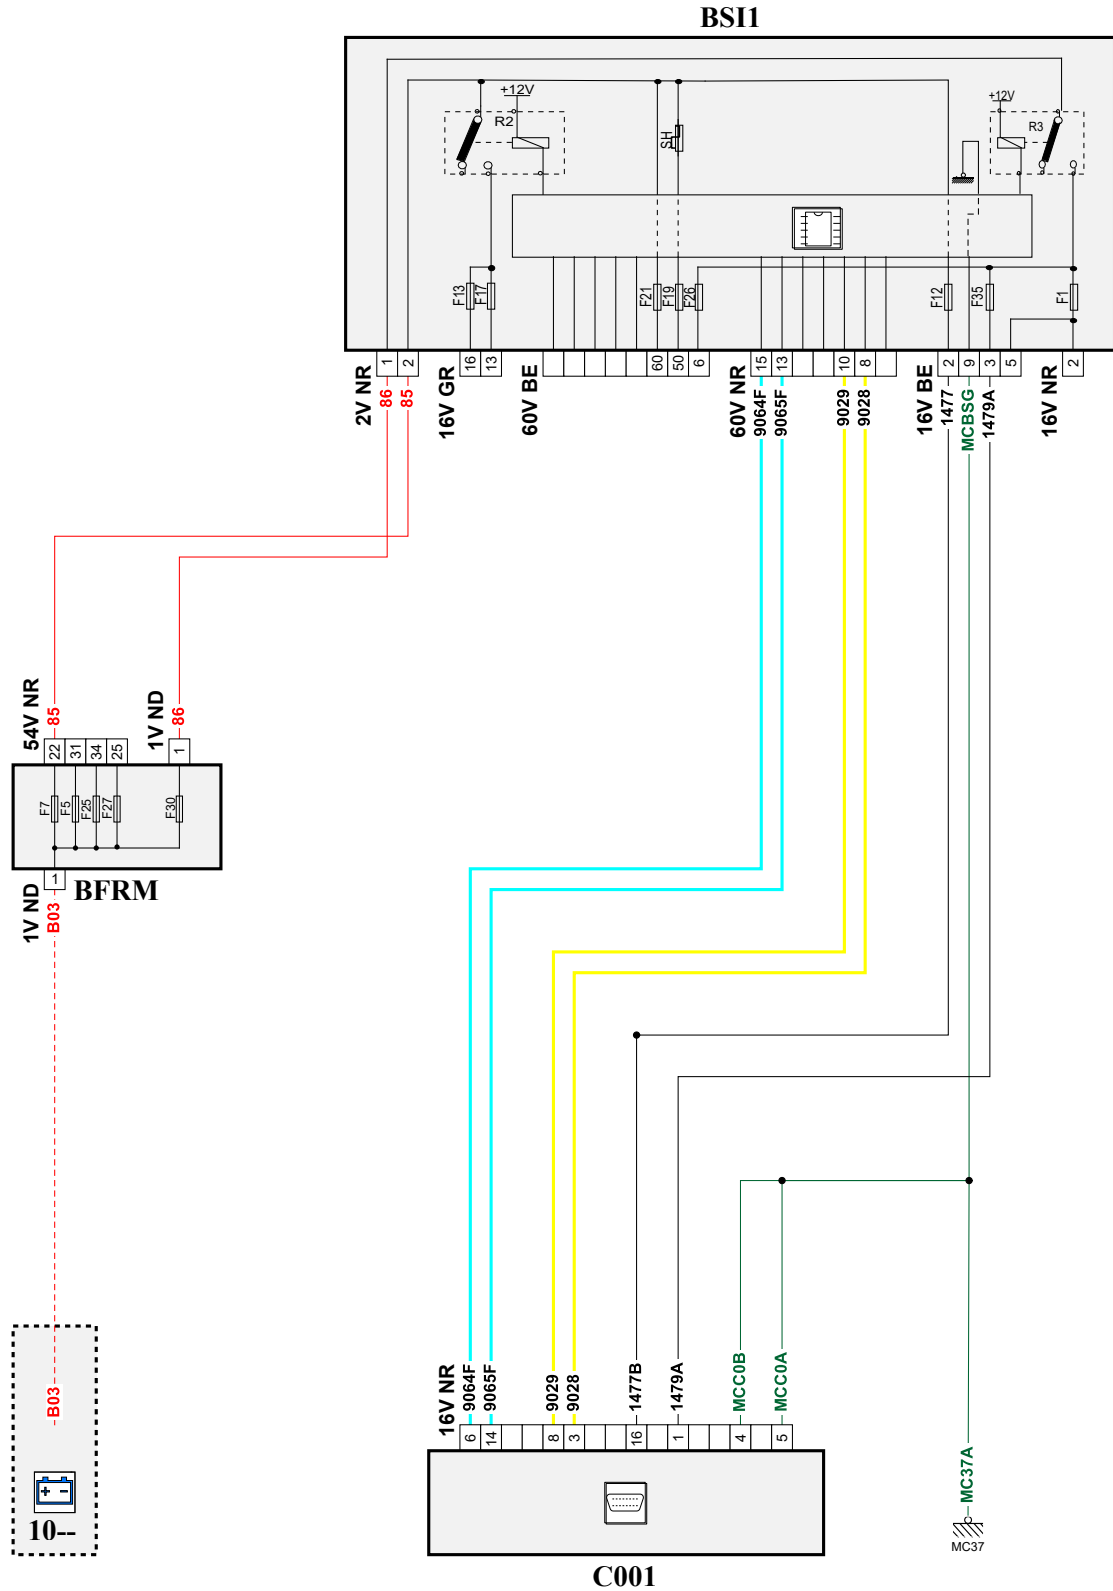 BSI1
+12V
R2
SH
+12V
R3
F13
F17
F21
F19
F26
F12
F35
F1
1
2
16
13
60
50
6
15
13
10
8
2
9
3
5
2
2V NR
86
85
16V GR
60V BE
60V NR
9064F
9065F
9029
9028
16V BE
1477
MCBSG
1479A
16V NR
54V NR
85
1V ND
86
22
31
34
25
1
F7
F5
F25
F27
F30
1
BFRM
1V ND
B03
B03
+ -
10--
16V NR
9064F
9065F
9029
9028
1477B
1479A
MCC0B
MCC0A
6
14
8
3
16
1
4
5
C001
MC37A
MC37